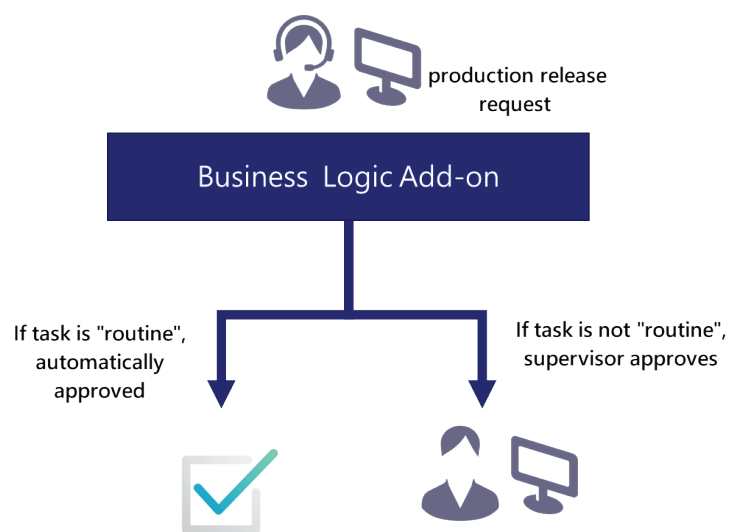 production release
request
Business Logic Add-on
If task is "routine",
automatically
approved
If task is not "routine",
supervisor approves